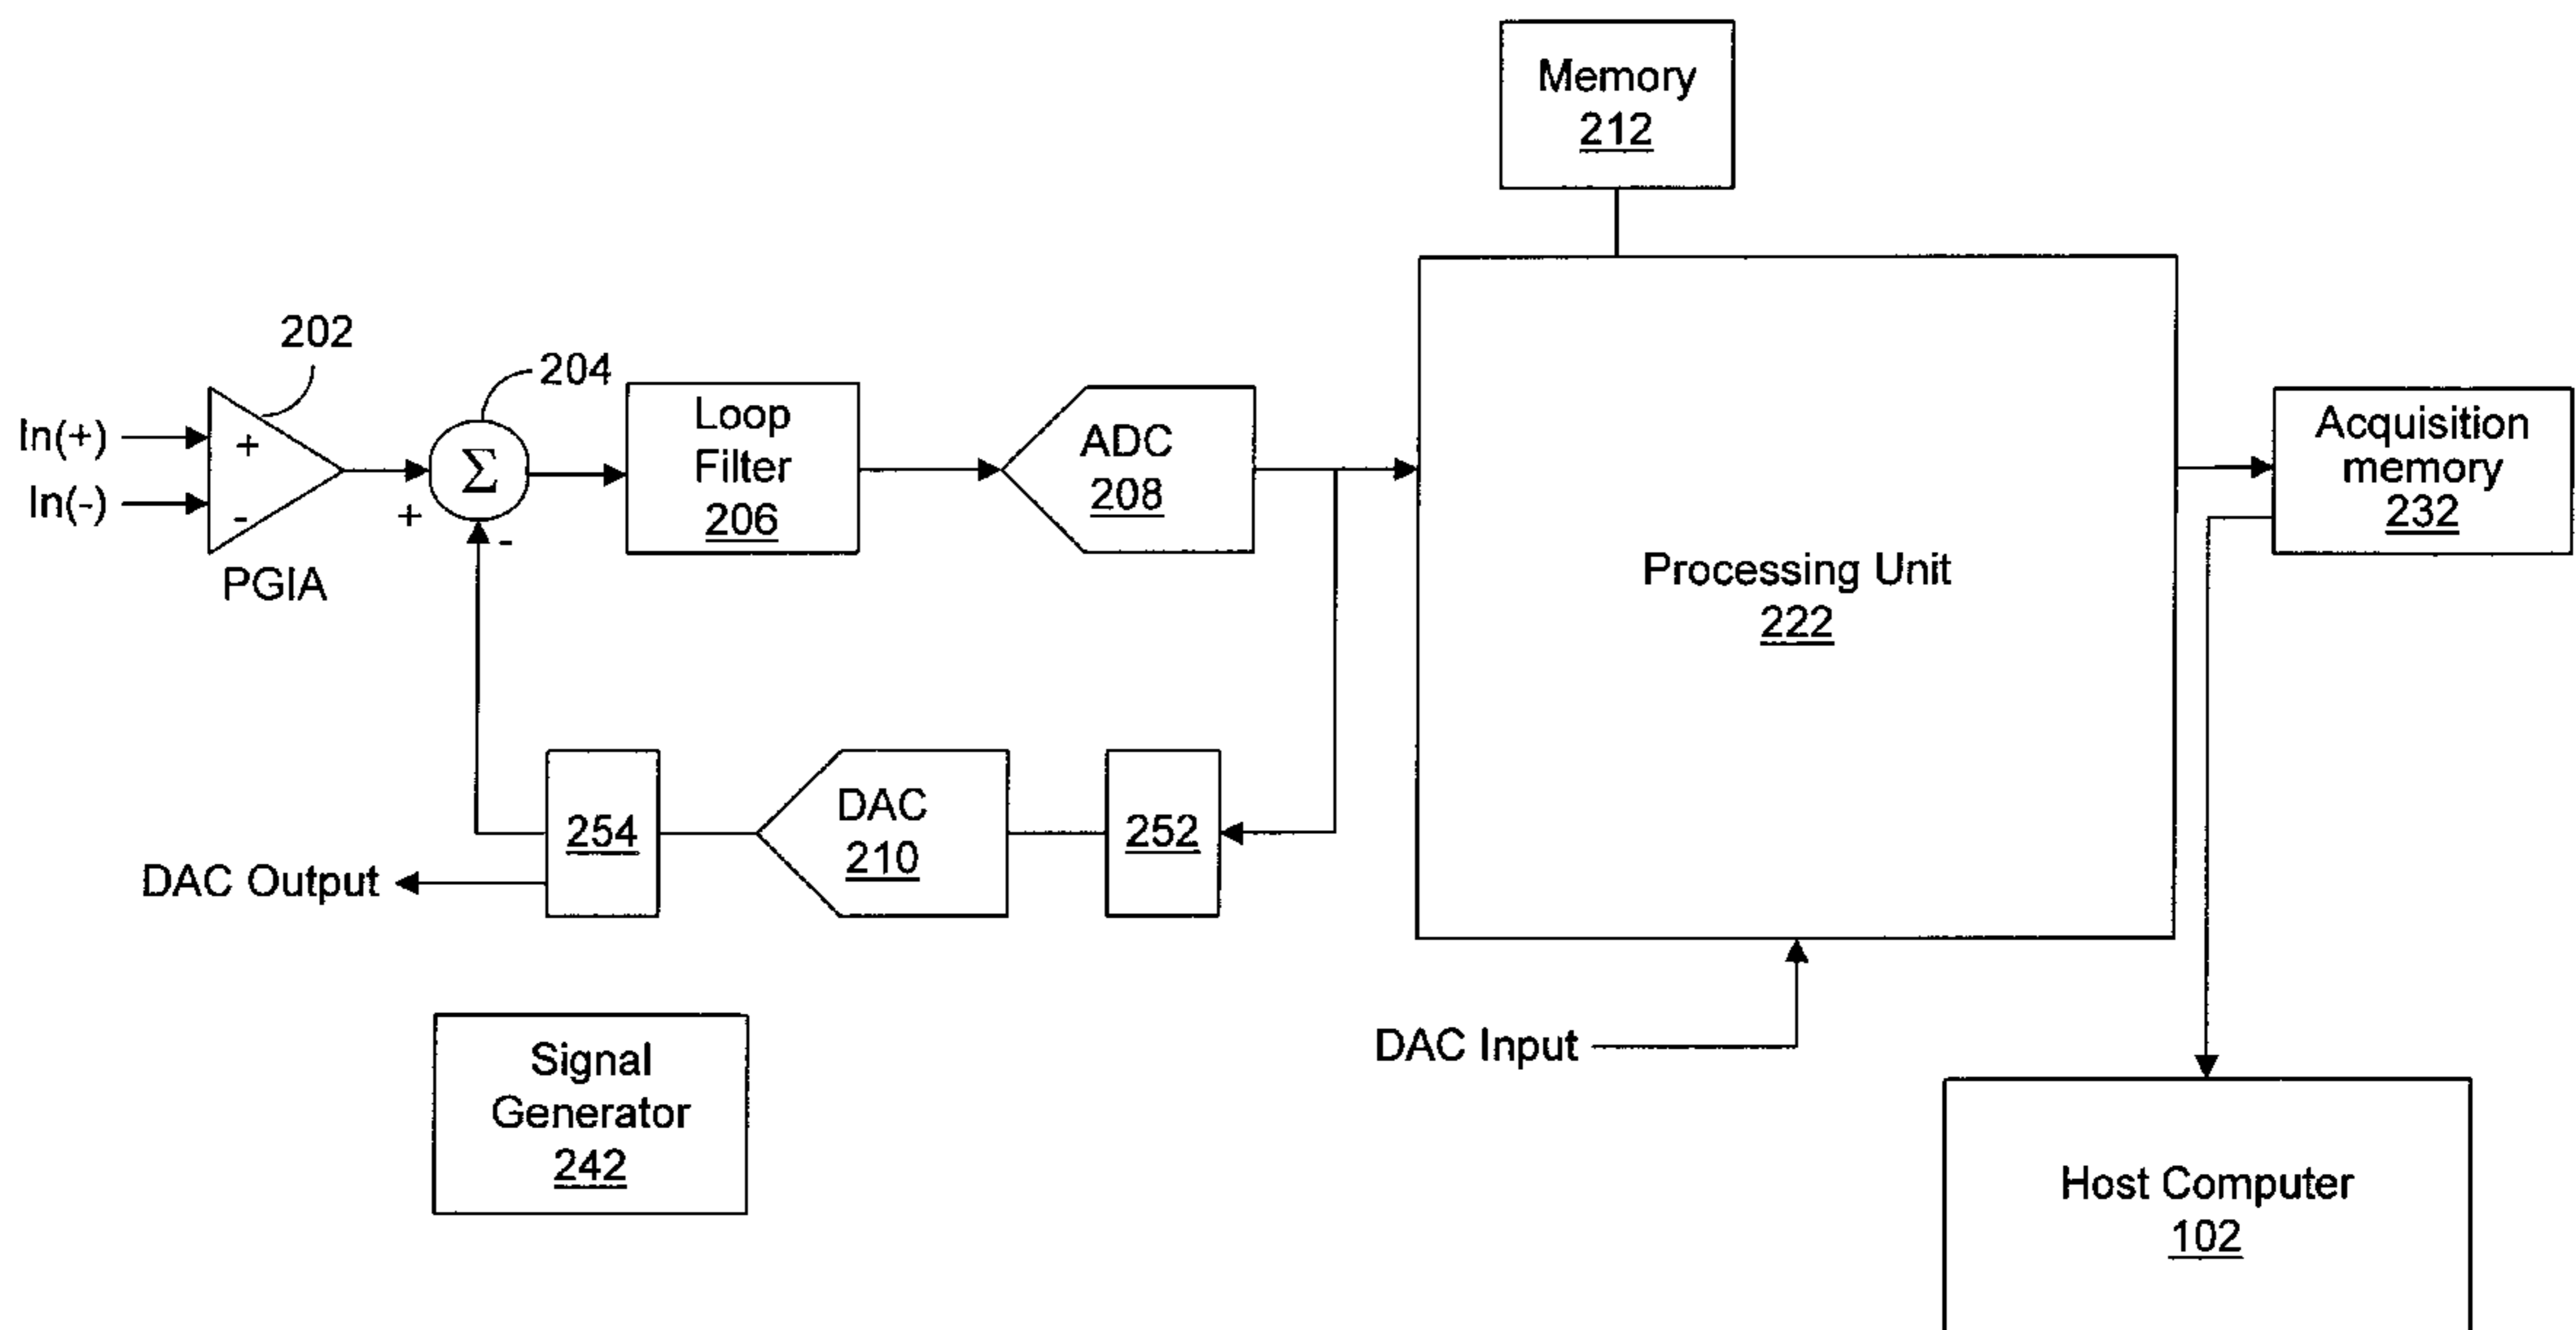 Memory
212
202
204
In(+)
In(-)
+
-
PGIA
Σ
+
-
Loop
Filter
206
ADC
208
Processing Unit
222
Acquisition
memory
232
254
DAC
210
252
DAC Output
Signal
Generator
242
DAC Input
Host Computer
102